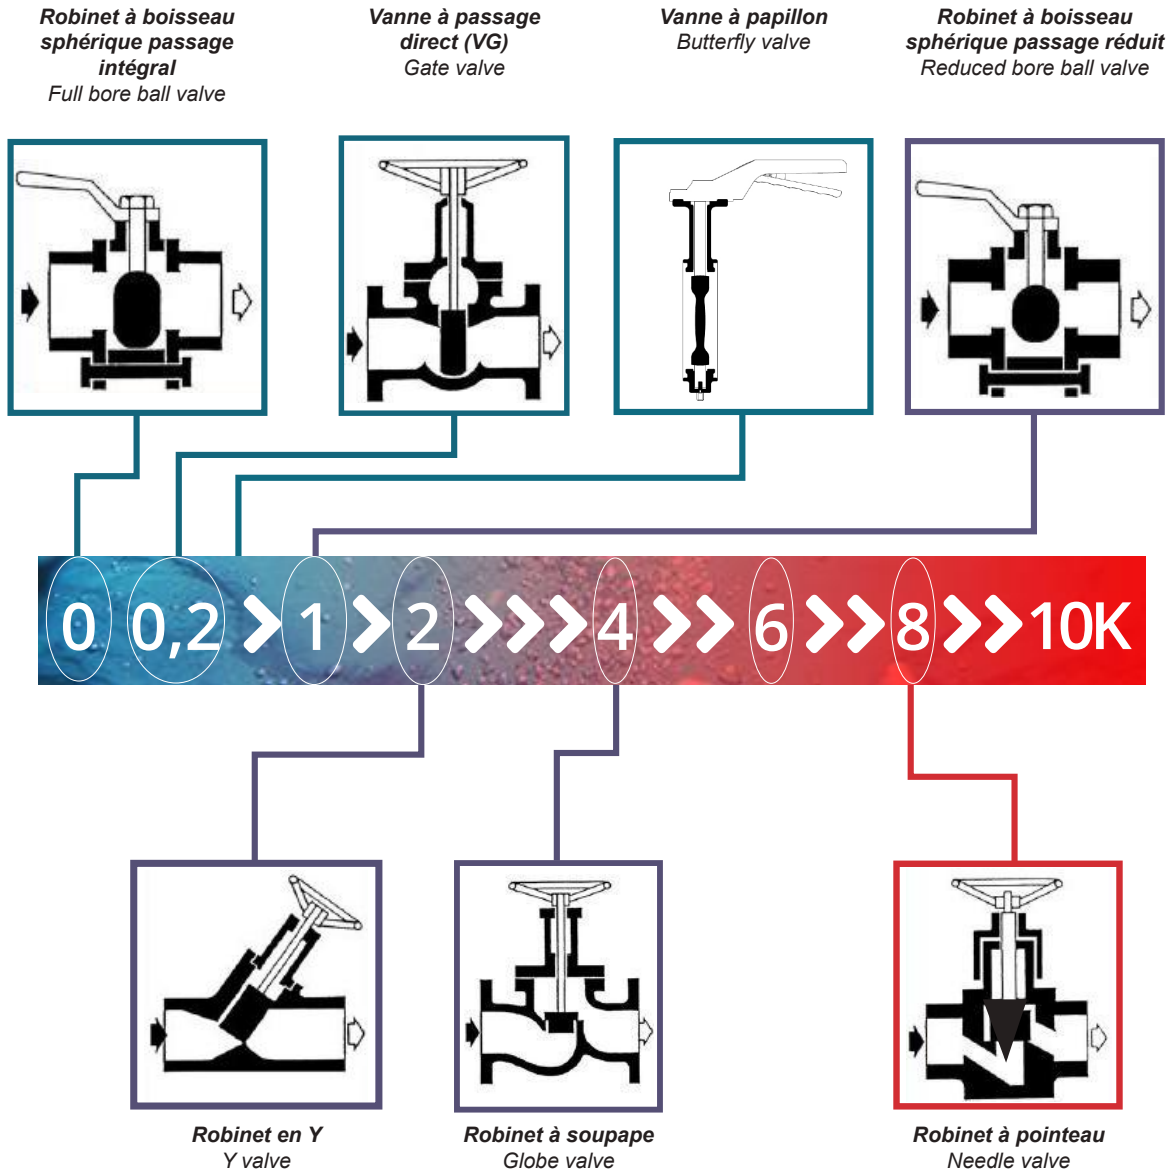 Robinet à boisseau
sphérique passage
intégral
Full bore ball valve
Vanne à passage
direct (VG)
Gate valve
Vanne à papillon
Butterfly valve
Robinet à boisseau
sphérique passage réduit
Reduced bore ball valve
0 0,2 1 2 4 6 8 10K
Robinet en Y
Y valve
Robinet à soupape
Globe valve
Robinet à pointeau
Needle valve